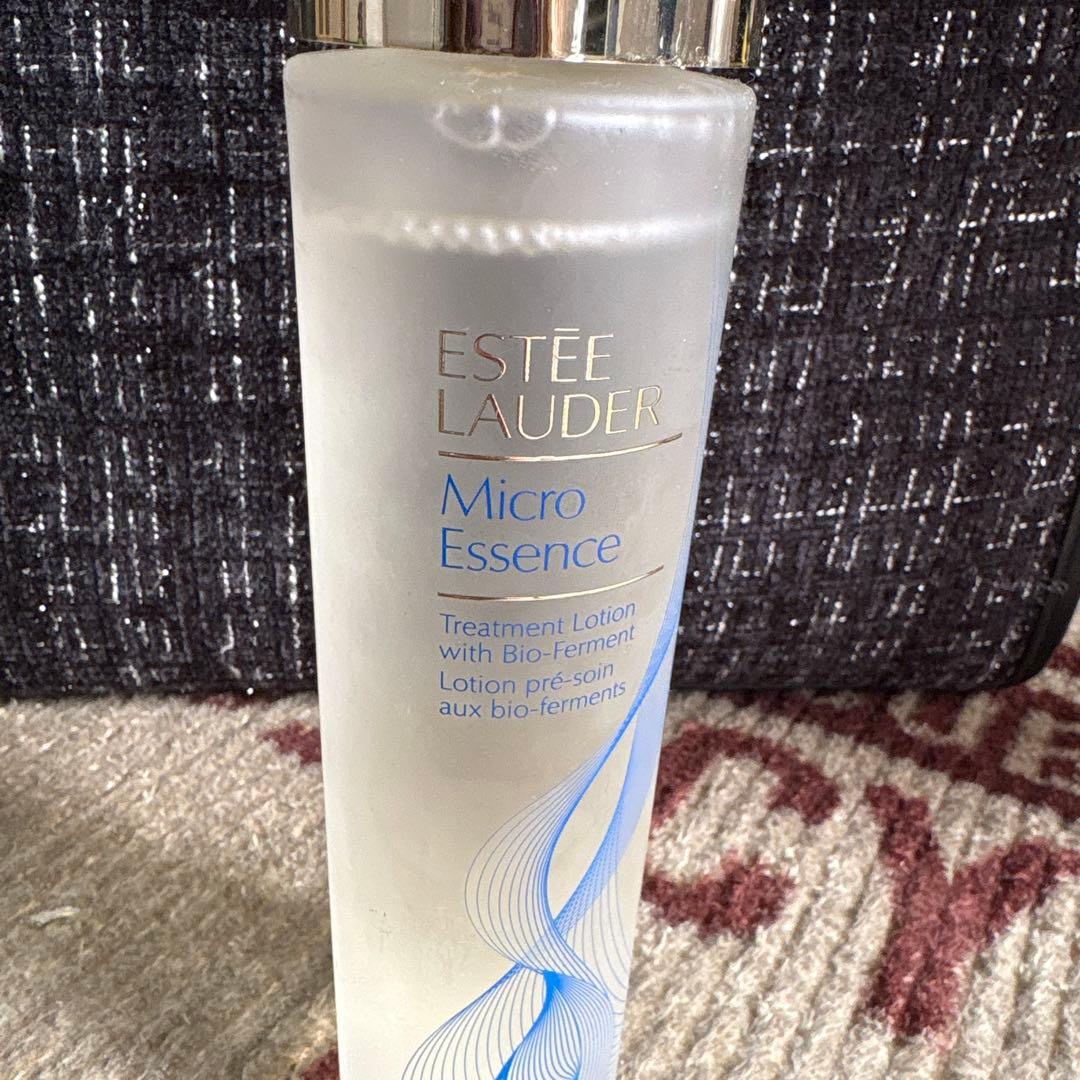 ESTĒE
LAUDER
Micro
Essence
Treatment Lotion
with Bio-Ferment
Lotion pré-soin
aux bio-ferments